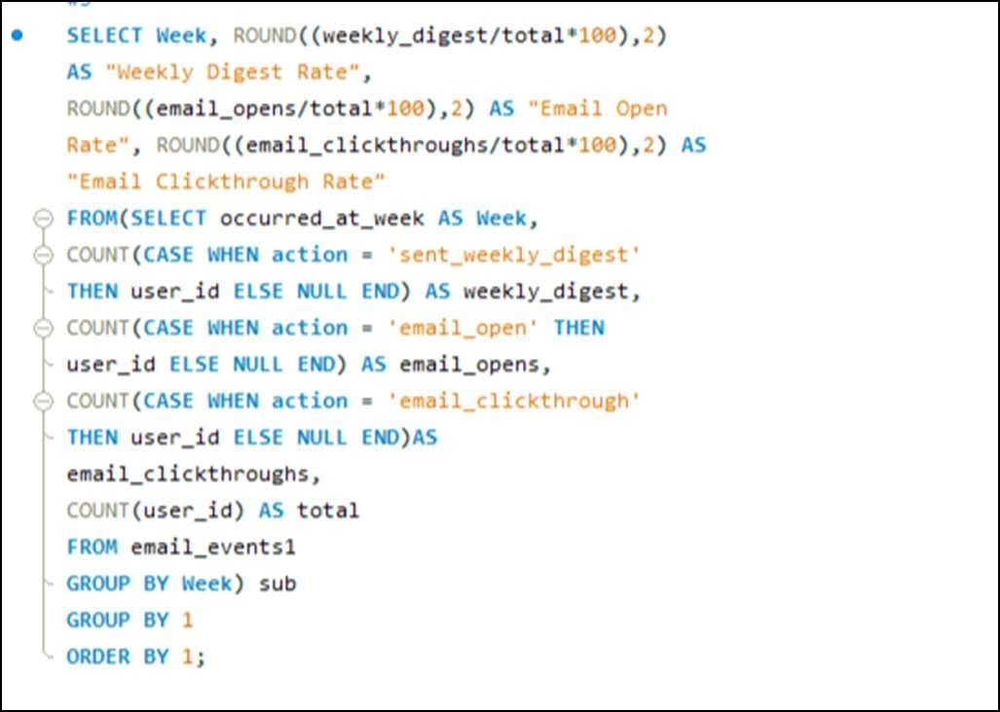 SELECT Week, ROUND((weekly_digest/total*100),2)
AS "Weekly Digest Rate",
ROUND((email_opens/total*100),2) AS "Email Open
Rate", ROUND((email_clickthroughs/total*100),2) AS
"Email Clickthrough Rate"
FROM(SELECT occurred_at_week AS Week,
COUNT(CASE WHEN action = 'sent_weekly_digest'
THEN user_id ELSE NULL END) AS weekly_digest,
COUNT(CASE WHEN action = 'email_open' THEN
user_id ELSE NULL END) AS email_opens,
COUNT(CASE WHEN action = 'email_clickthrough'
THEN user_id ELSE NULL END)AS
email_clickthroughs,
COUNT(user_id) AS total
FROM email_events1
GROUP BY Week) sub
GROUP BY 1
ORDER BY 1;